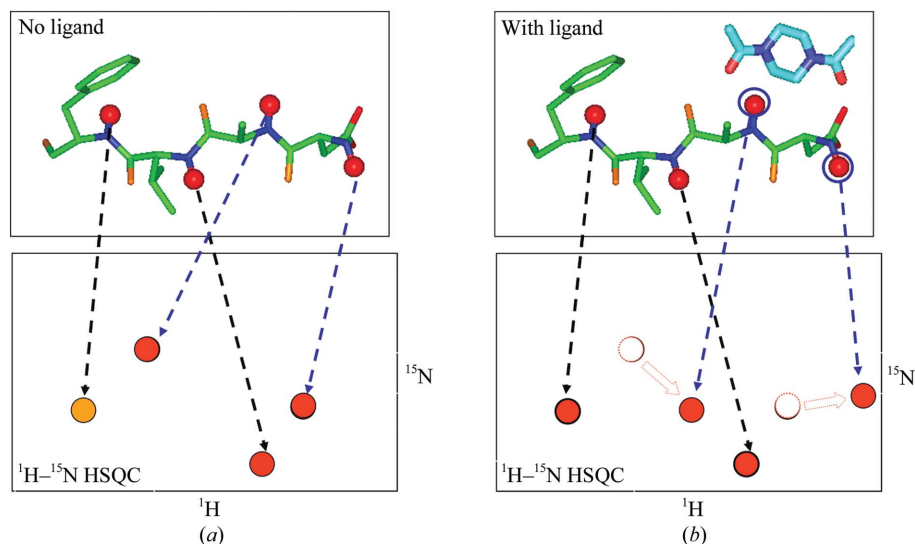 No ligand
With ligand
¹⁵N
¹⁵N
¹H–¹⁵N HSQC
¹H–¹⁵N HSQC
¹H
¹H
(a)
(b)